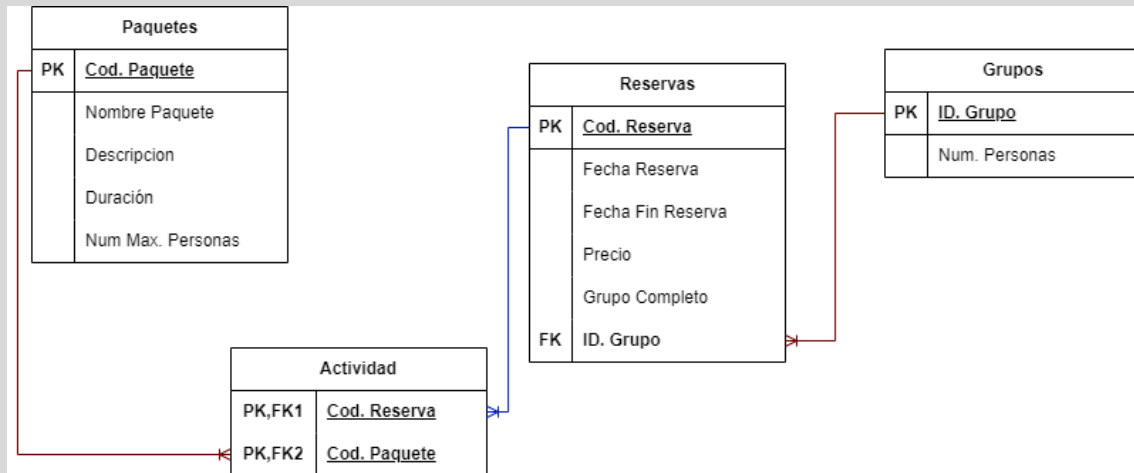 Paquetes
PK Cod. Paquete
Nombre Paquete
Descripcion
Duración
Num Max. Personas
Reservas
PK Cod. Reserva
Fecha Reserva
Fecha Fin Reserva
Precio
Grupo Completo
FK ID. Grupo
Grupos
PK ID. Grupo
Num. Personas
Actividad
PK,FK1 Cod. Reserva
PK,FK2 Cod. Paquete